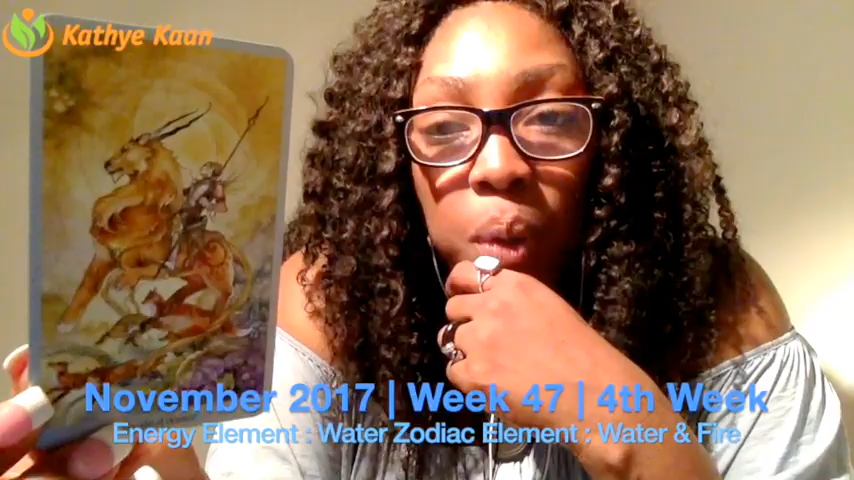 Kathye Kaan
November 2017 | Week 47 | 4th Week
Energy Element : Water Zodiac Element : Water & Fire